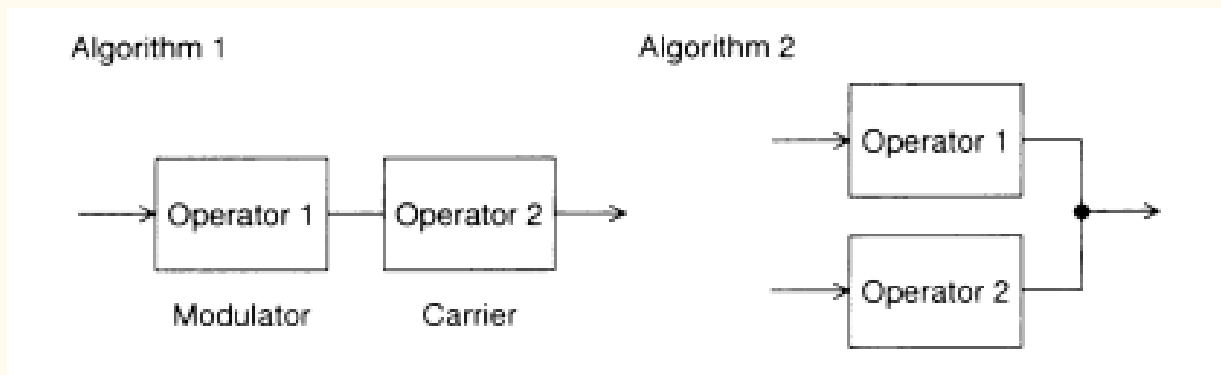 Algorithm 1
Operator 1
Operator 2
Modulator
Carrier
Algorithm 2
Operator 1
Operator 2